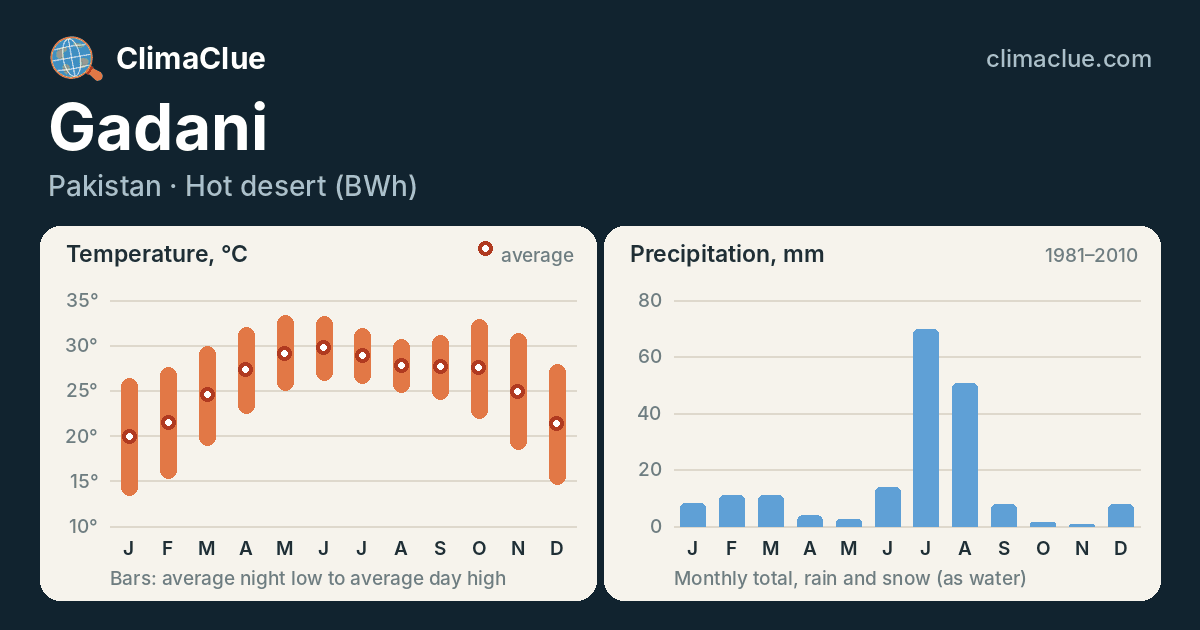 ClimaClue
climaclue.com
Gadani
Pakistan · Hot desert (BWh)
Temperature, °C
average
35°
30°
25°
20°
15°
10°
J F M A M J J A S O N D
Bars: average night low to average day high
Precipitation, mm
1981–2010
80
60
40
20
0
J F M A M J J A S O N D
Monthly total, rain and snow (as water)